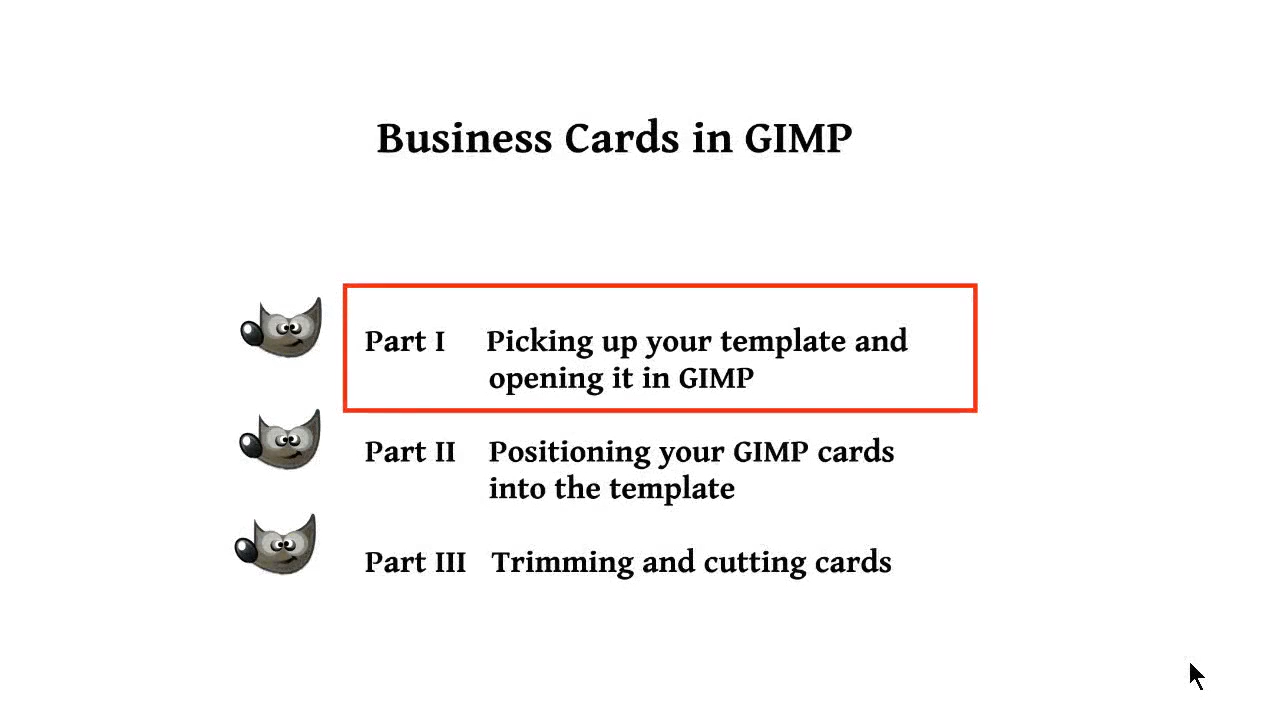 Business Cards in GIMP
Part I Picking up your template and
opening it in GIMP
Part II Positioning your GIMP cards
into the template
Part III Trimming and cutting cards